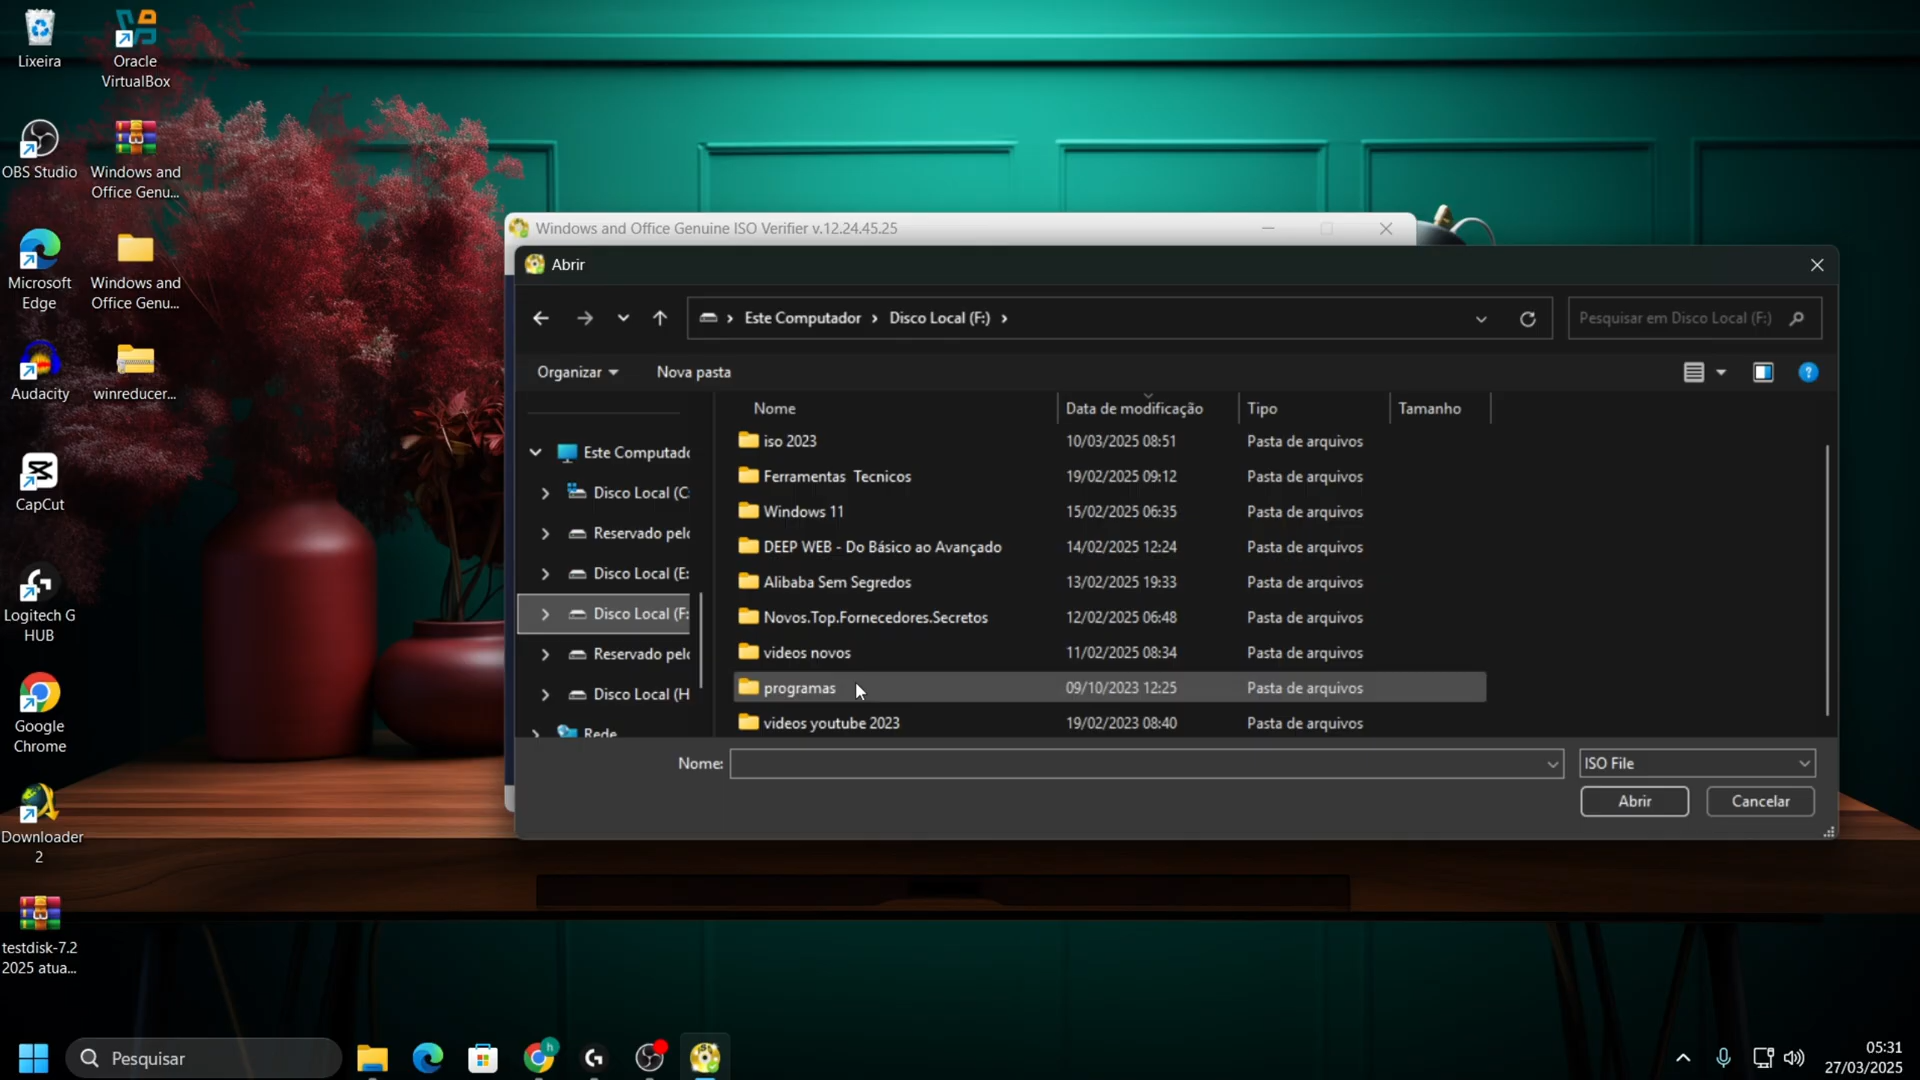 Lixeira
Oracle
VirtualBox
OBS Studio
Windows and
Office Genu...
Microsoft
Edge
Windows and
Office Genu...
Audacity
winreducer...
CapCut
Logitech G
HUB
Google
Chrome
Downloader
2
testdisk-7.2
2025 atua...
Windows and Office Genuine ISO Verifier v.12.24.45.25
Abrir
Este Computador
Disco Local (F:)
Pesquisar em Disco Local (F:)
Organizar
Nova pasta
Nome
Data de modificação
Tipo
Tamanho
Este Computado
Disco Local (C:
Reservado pelo
Disco Local (E:
Disco Local (F:
Reservado pelo
Disco Local (H
Rede
iso 2023 10/03/2025 08:51 Pasta de arquivos
Ferramentas Tecnicos 19/02/2025 09:12 Pasta de arquivos
Windows 11 15/02/2025 06:35 Pasta de arquivos
DEEP WEB - Do Básico ao Avançado 14/02/2025 12:24 Pasta de arquivos
Alibaba Sem Segredos 13/02/2025 19:33 Pasta de arquivos
Novos.Top.Fornecedores.Secretos 12/02/2025 06:48 Pasta de arquivos
videos novos 11/02/2025 08:34 Pasta de arquivos
programas 09/10/2023 12:25 Pasta de arquivos
videos youtube 2023 19/02/2023 08:40 Pasta de arquivos
Nome:
ISO File
Abrir
Cancelar
Pesquisar
05:31
27/03/2025